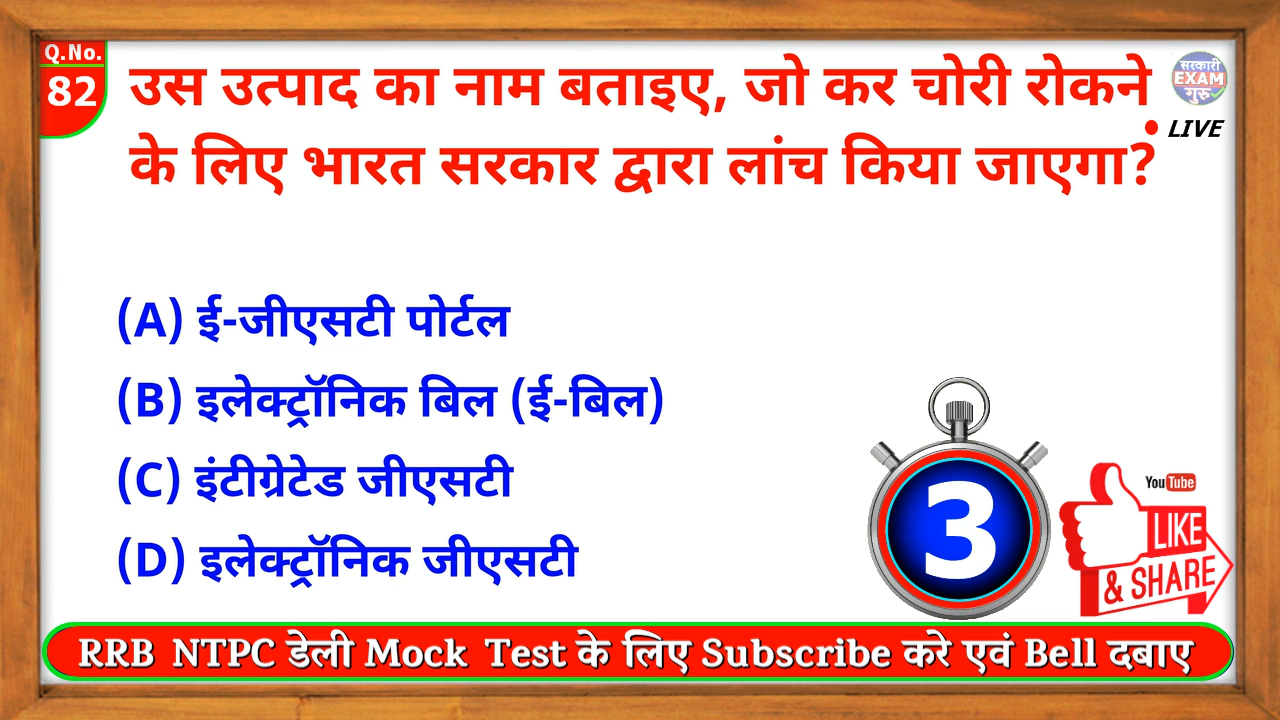 Q.No.
82
उस उत्पाद का नाम बताइए, जो कर चोरी रोकने
के लिए भारत सरकार द्वारा लांच किया जाएगा?
सरकारी
EXAM
गुरु
LIVE
(A) ई-जीएसटी पोर्टल
(B) इलेक्ट्रॉनिक बिल (ई-बिल)
(C) इंटीग्रेटेड जीएसटी
(D) इलेक्ट्रॉनिक जीएसटी
3
YouTube
LIKE
& SHARE
RRB NTPC डेली Mock Test के लिए Subscribe करे एवं Bell दबाए